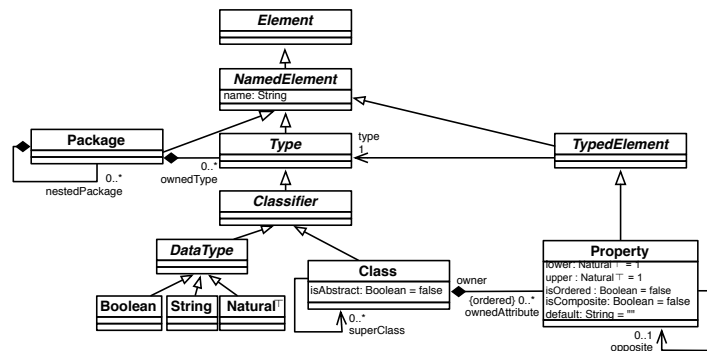 Element
NamedElement
name: String
Package
Type
type
1
TypedElement
0..*
nestedPackage
0..*
ownedType
Classifier
DataType
Class
isAbstract: Boolean = false
owner
{ordered} 0..*
ownedAttribute
Property
lower : Natural⊤ = 1
upper : Natural⊤ = 1
isOrdered : Boolean = false
isComposite: Boolean = false
default: String = ""
Boolean
String
Natural⊤
0..*
superClass
0..1
opposite